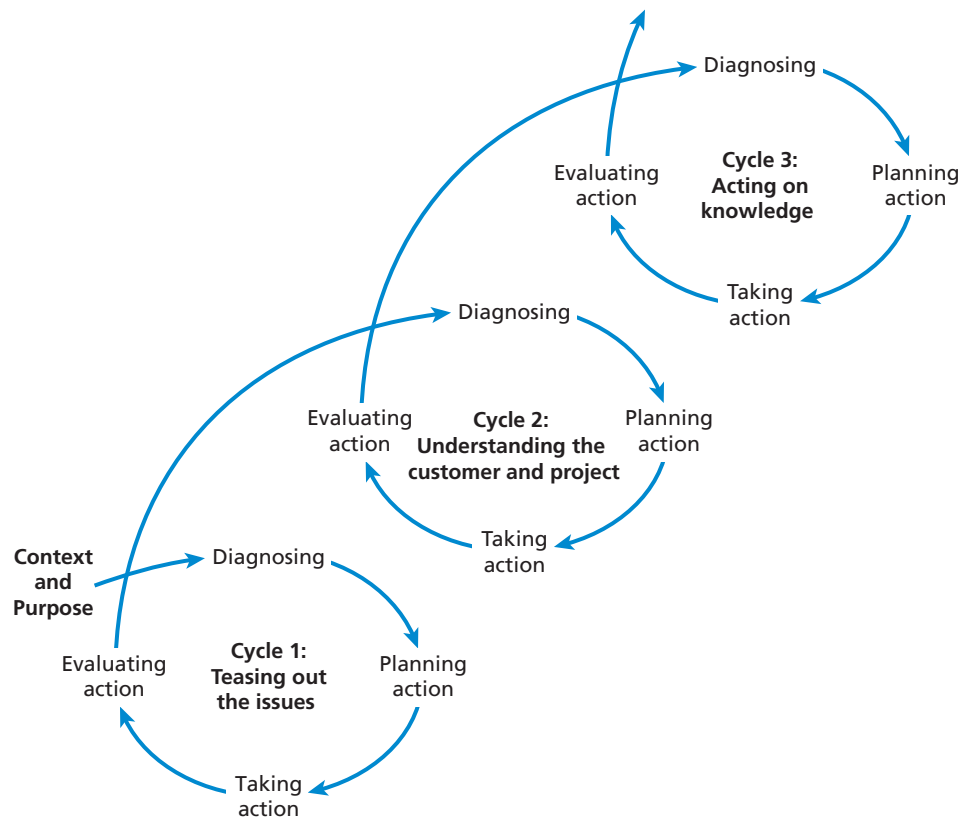 Context
and
Purpose
Diagnosing
Planning
action
Taking
action
Evaluating
action
Cycle 1:
Teasing out
the issues
Diagnosing
Planning
action
Taking
action
Evaluating
action
Cycle 2:
Understanding the
customer and project
Diagnosing
Planning
action
Taking
action
Evaluating
action
Cycle 3:
Acting on
knowledge